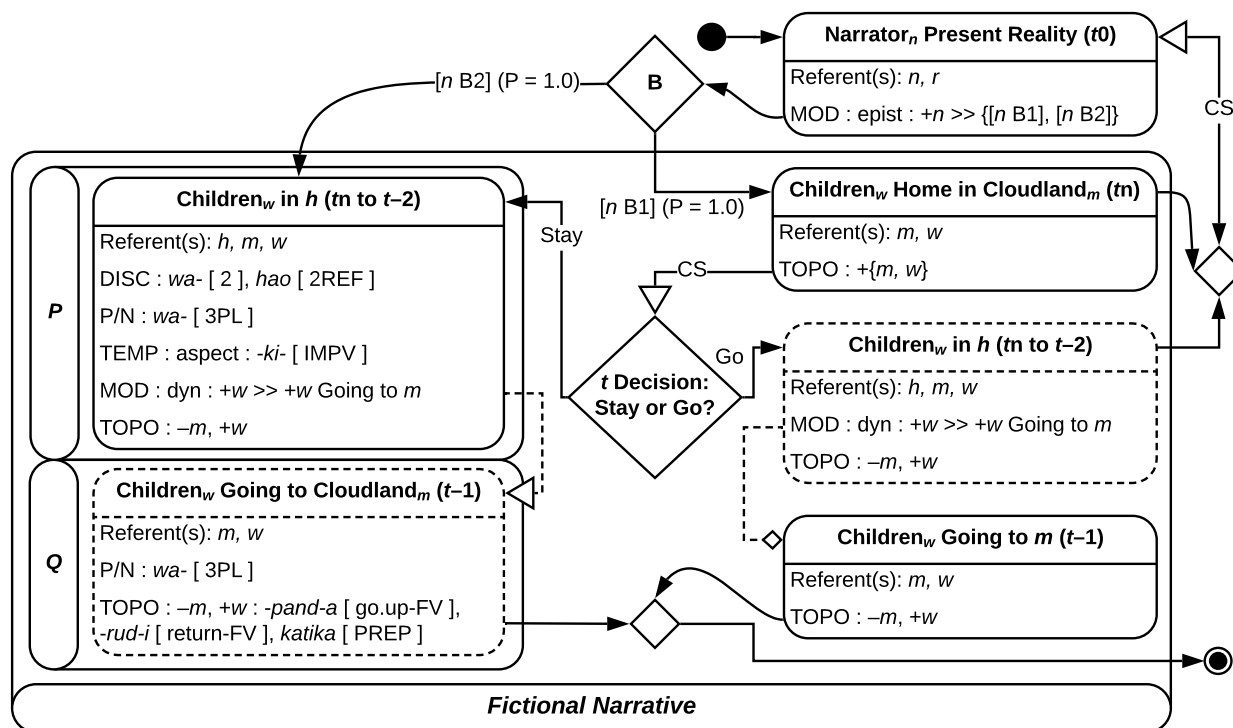 Narratorn Present Reality (t0)
Referent(s): n, r
MOD : epist : +n >> {[n B1], [n B2]}
CS
B
[n B2] (P = 1.0)
[n B1] (P = 1.0)
P
Childrenw in h (tn to t–2)
Referent(s): h, m, w
DISC : wa- [ 2 ], hao [ 2REF ]
P/N : wa- [ 3PL ]
TEMP : aspect : -ki- [ IMPV ]
MOD : dyn : +w >> +w Going to m
TOPO : –m, +w
Stay
Childrenw Home in Cloudlandm (tn)
Referent(s): m, w
TOPO : +{m, w}
CS
t Decision:
Stay or Go?
Go
Childrenw in h (tn to t–2)
Referent(s): h, m, w
MOD : dyn : +w >> +w Going to m
TOPO : –m, +w
Q
Childrenw Going to Cloudlandm (t–1)
Referent(s): m, w
P/N : wa- [ 3PL ]
TOPO : –m, +w : -pand-a [ go.up-FV ],
-rud-i [ return-FV ], katika [ PREP ]
Childrenw Going to m (t–1)
Referent(s): m, w
TOPO : –m, +w
Fictional Narrative